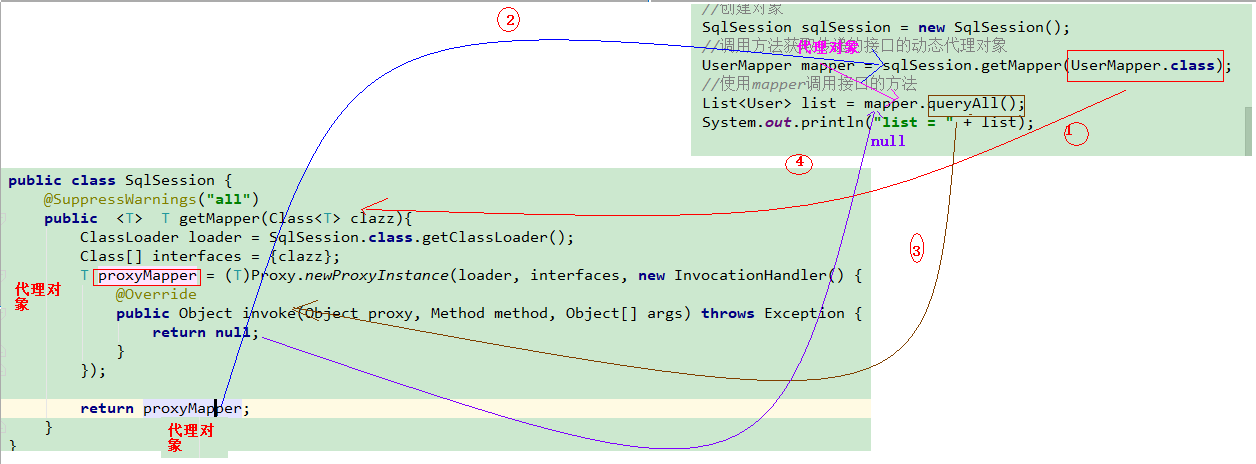 //创建对象
SqlSession sqlSession = new SqlSession();
//调用方法获取传递的接口的动态代理对象
代理对象
UserMapper mapper = sqlSession.getMapper(UserMapper.class);
//使用mapper调用接口的方法
List<User> list = mapper.queryAll();
System.out.println("list = " + list);
null
2
1
4
3
public class SqlSession {
@SuppressWarnings("all")
public <T> T getMapper(Class<T> clazz){
ClassLoader loader = SqlSession.class.getClassLoader();
Class[] interfaces = {clazz};
T proxyMapper = (T)Proxy.newProxyInstance(loader, interfaces, new InvocationHandler() {
代理对
象
@Override
public Object invoke(Object proxy, Method method, Object[] args) throws Exception {
return null;
}
});
return proxyMapper;
}
代理对
象
}